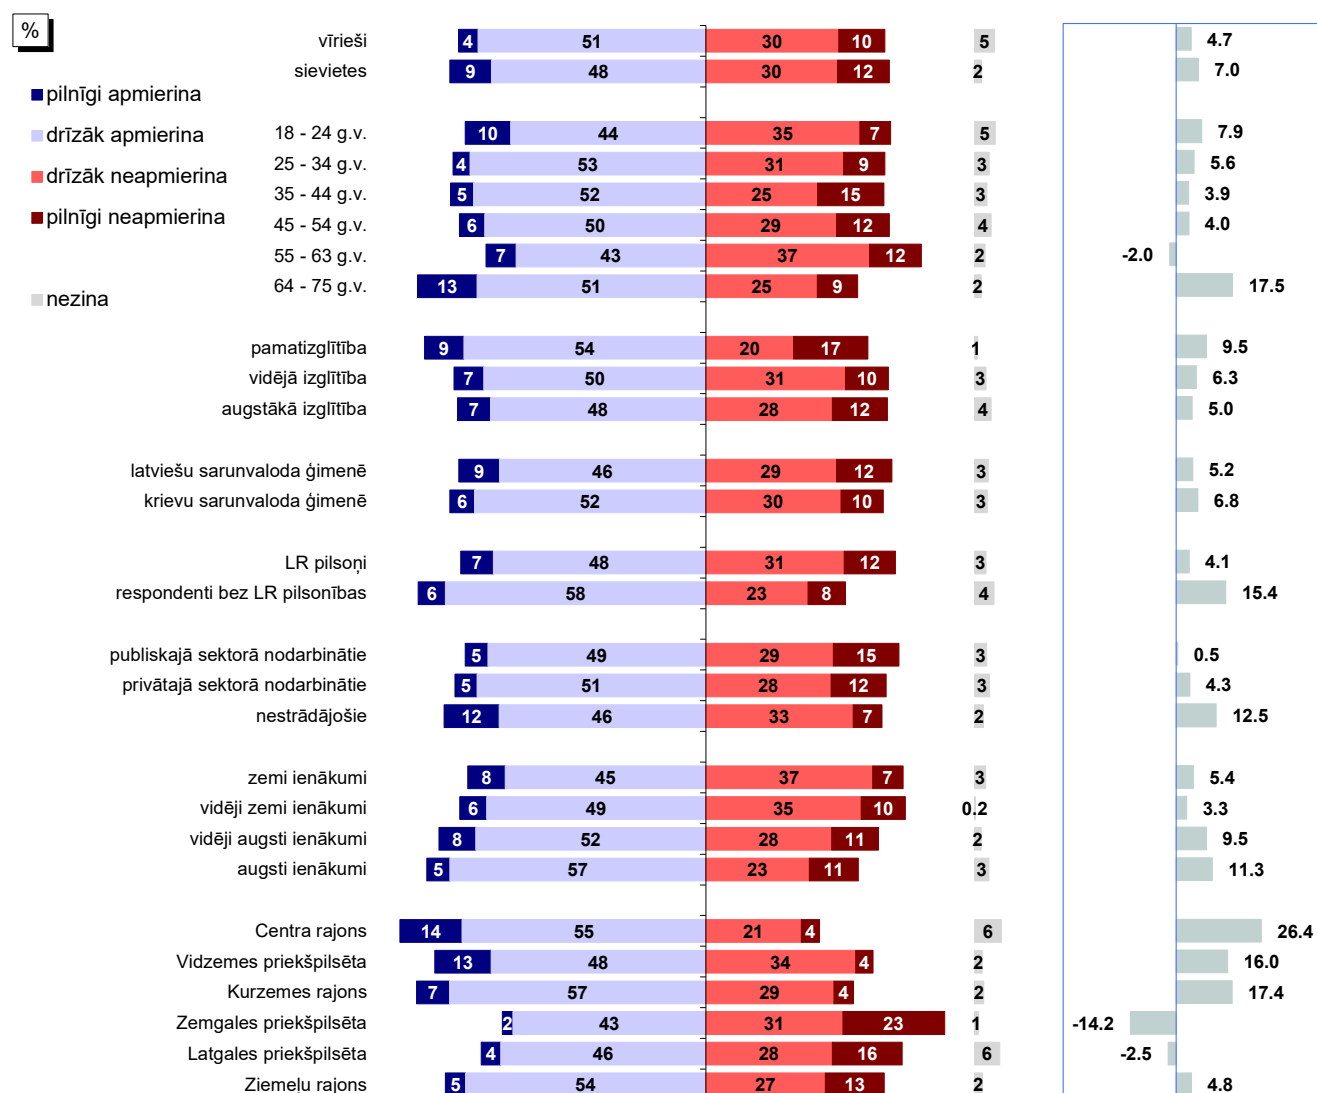 %
pilnīgi apmierina
drīzāk apmierina
drīzāk neapmierina
pilnīgi neapmierina
nezina
vīrieši 4 51 30 10 5 4.7
sievietes 9 48 30 12 2 7.0
18 - 24 g.v. 10 44 35 7 5 7.9
25 - 34 g.v. 4 53 31 9 3 5.6
35 - 44 g.v. 5 52 25 15 3 3.9
45 - 54 g.v. 6 50 29 12 4 4.0
55 - 63 g.v. 7 43 37 12 2 -2.0
64 - 75 g.v. 13 51 25 9 2 17.5
pamatizglītība 9 54 20 17 1 9.5
vidējā izglītība 7 50 31 10 3 6.3
augstākā izglītība 7 48 28 12 4 5.0
latviešu sarunvaloda ģimenē 9 46 29 12 3 5.2
krievu sarunvaloda ģimenē 6 52 30 10 3 6.8
LR pilsoņi 7 48 31 12 3 4.1
respondenti bez LR pilsonības 6 58 23 8 4 15.4
publiskajā sektorā nodarbinātie 5 49 29 15 3 0.5
privātajā sektorā nodarbinātie 5 51 28 12 3 4.3
nestrādājošie 12 46 33 7 2 12.5
zemi ienākumi 8 45 37 7 3 5.4
vidēji zemi ienākumi 6 49 35 10 0.2 3.3
vidēji augsti ienākumi 8 52 28 11 2 9.5
augsti ienākumi 5 57 23 11 3 11.3
Centra rajons 14 55 21 4 6 26.4
Vidzemes priekšpilsēta 13 48 34 4 2 16.0
Kurzemes rajons 7 57 29 4 2 17.4
Zemgales priekšpilsēta 2 43 31 23 1 -14.2
Latgales priekšpilsēta 4 46 28 16 6 -2.5
Ziemeļu rajons 5 54 27 13 2 4.8